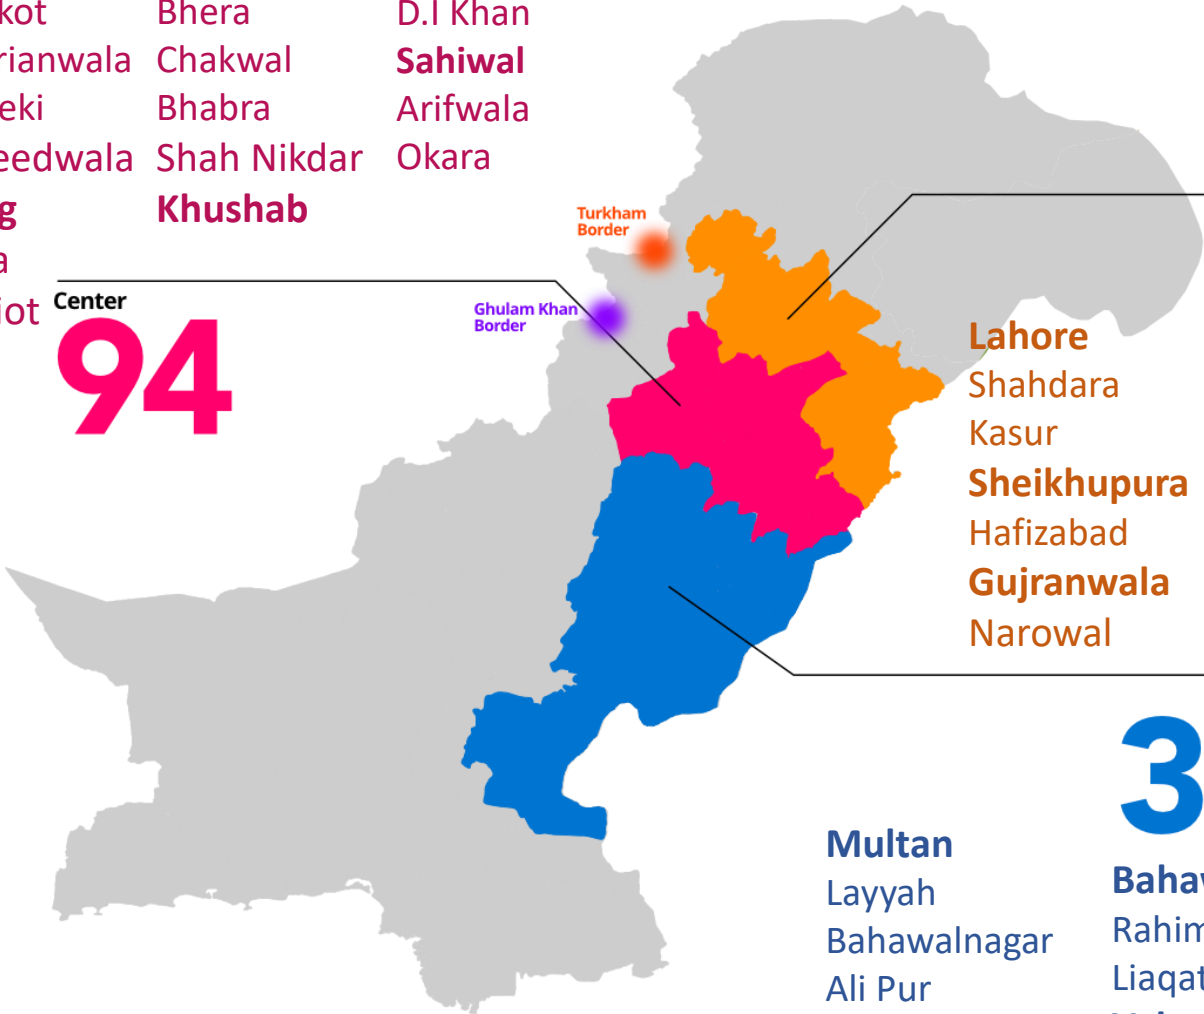 Bhera
Chakwal
Bhabra
Shah Nikdar
Khushab
D.I Khan
Sahiwal
Arifwala
Okara
Turkham
Border
Ghulam Khan
Border
Center
94
Lahore
Shahdara
Kasur
Sheikhupura
Hafizabad
Gujranwala
Narowal
3
Multan
Layyah
Bahawalnagar
Ali Pur